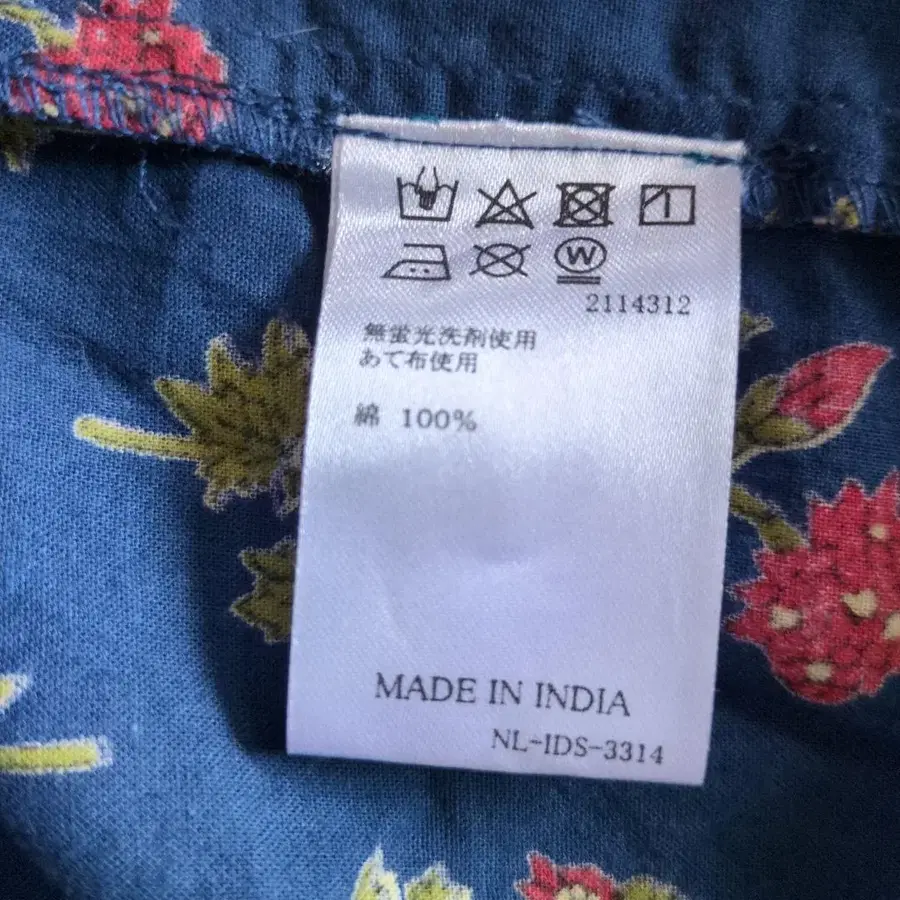 W
2114312
無蛍光洗剤使用
あて布使用
綿 100%
MADE IN INDIA
NL-IDS-3314